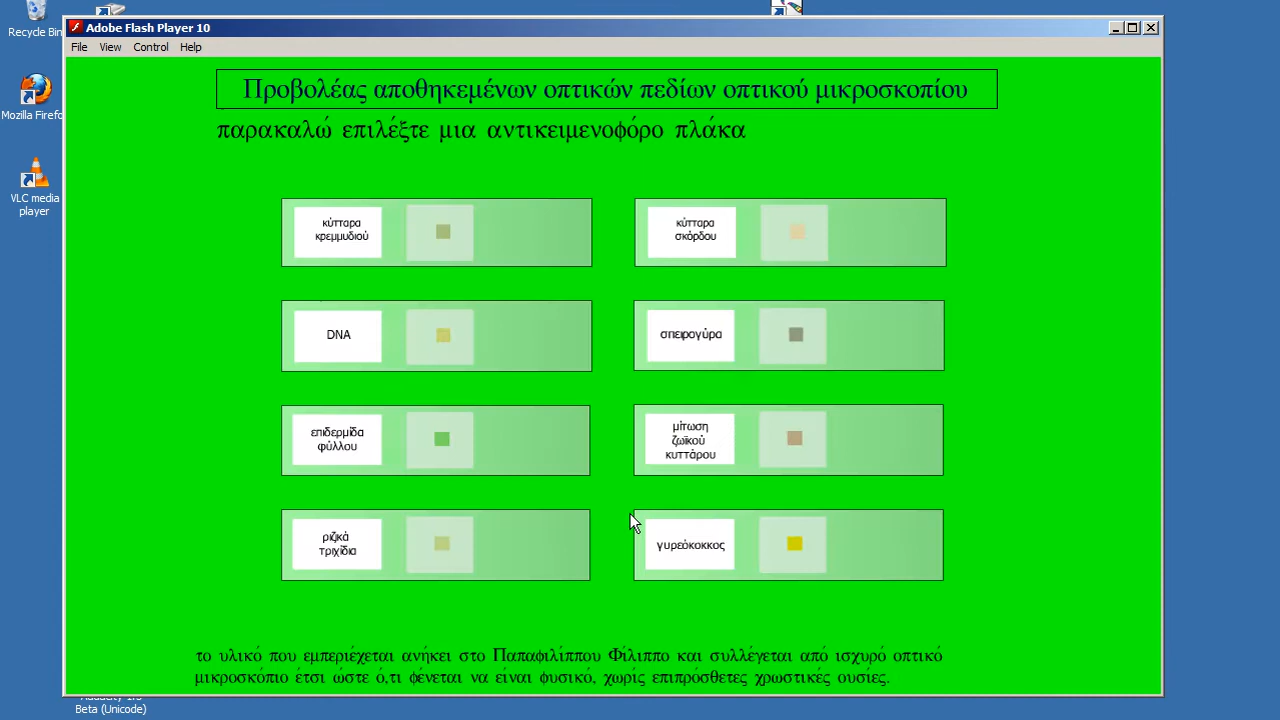 Recycle Bin
Adobe Flash Player 10
File View Control Help
Mozilla Firefo
VLC media
player
Προβολέας αποθηκεμένων οπτικών πεδίων οπτικού μικροσκοπίου
παρακαλώ επιλέξτε μια αντικειμενοφόρο πλάκα
κύτταρα
κρεμμυδιού
κύτταρα
σκόρδου
DNA
σπειρογύρα
επιδερμίδα
φύλλου
μίτωση
ζωϊκού
κυττάρου
ριζικά
τριχίδια
γυρεόκοκκος
το υλικό που εμπεριέχεται ανήκει στο Παπαφιλίππου Φίλιππο και συλλέγεται από ισχυρό οπτικό
μικροσκόπιο έτσι ώστε ό,τι φένεται να είναι φυσικό, χωρίς επιπρόσθετες χρωστικές ουσίες.
Beta (Unicode)